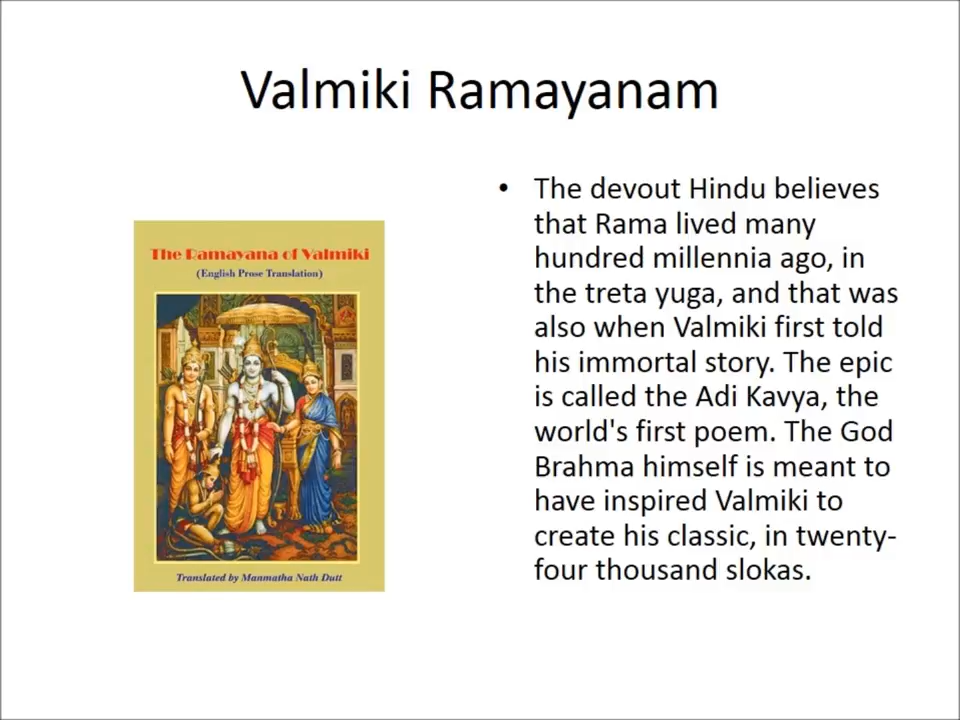 Valmiki Ramayanam
The Ramayana of Valmiki
(English Prose Translation)
Translated by Manmatha Nath Dutt
• The devout Hindu believes
that Rama lived many
hundred millennia ago, in
the treta yuga, and that was
also when Valmiki first told
his immortal story. The epic
is called the Adi Kavya, the
world's first poem. The God
Brahma himself is meant to
have inspired Valmiki to
create his classic, in twenty-
four thousand slokas.